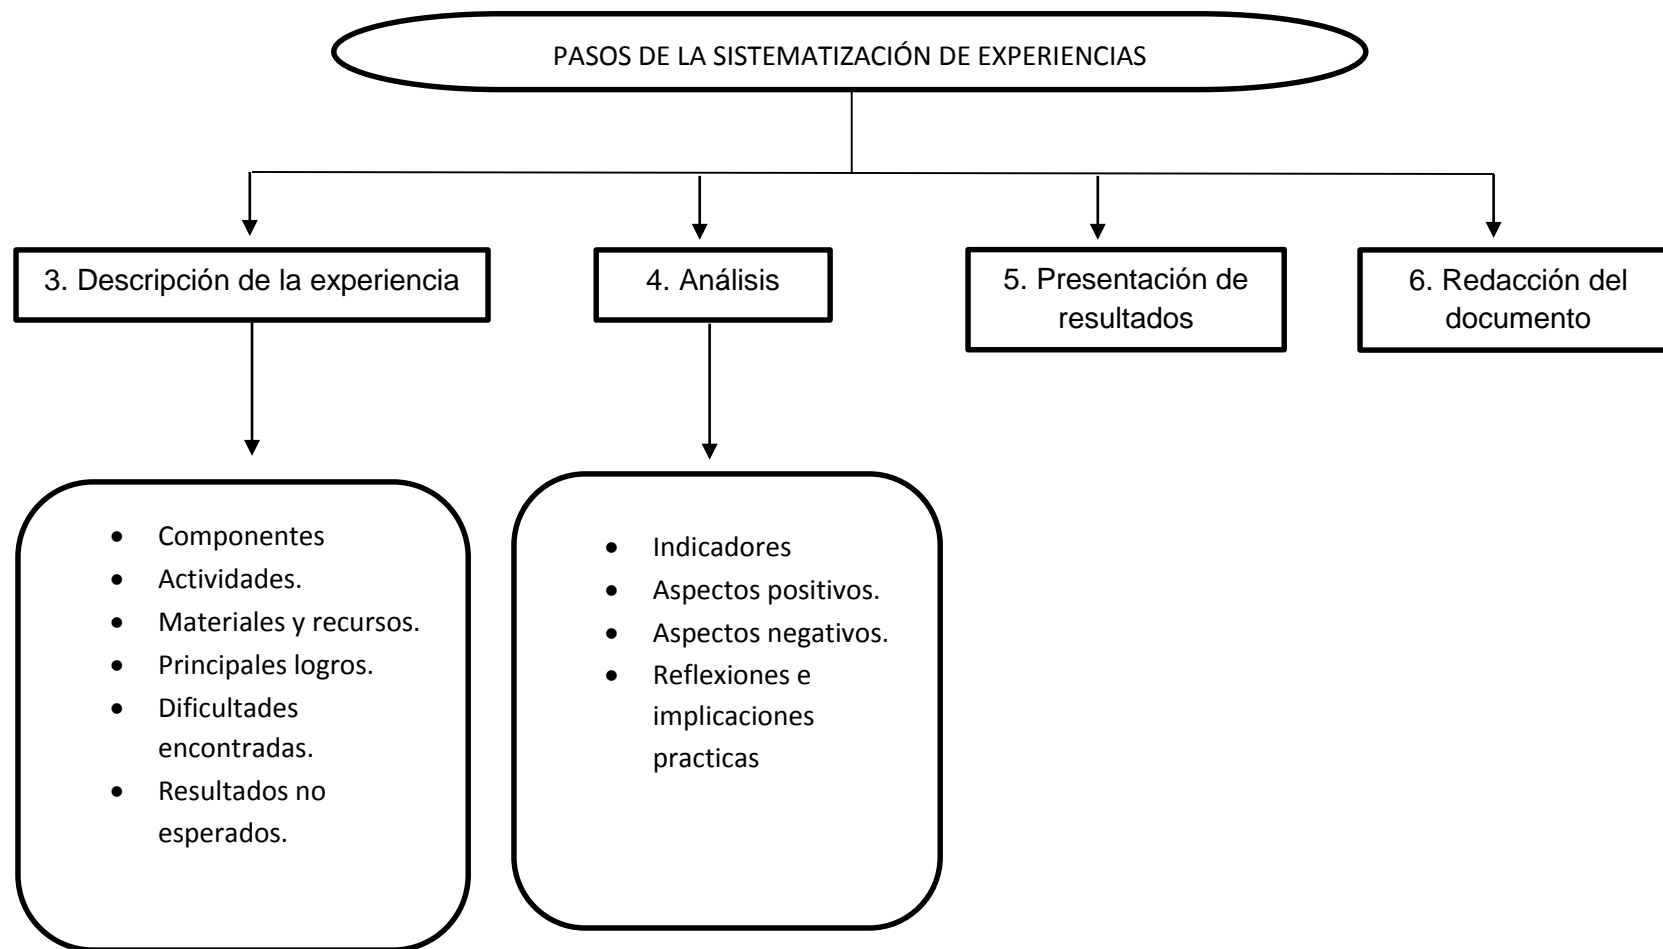 PASOS DE LA SISTEMATIZACIÓN DE EXPERIENCIAS
3. Descripción de la experiencia
4. Análisis
5. Presentación de
resultados
6. Redacción del
documento
• Componentes
• Actividades.
• Materiales y recursos.
• Principales logros.
• Dificultades
encontradas.
• Resultados no
esperados.
• Indicadores
• Aspectos positivos.
• Aspectos negativos.
• Reflexiones e
implicaciones
practicas